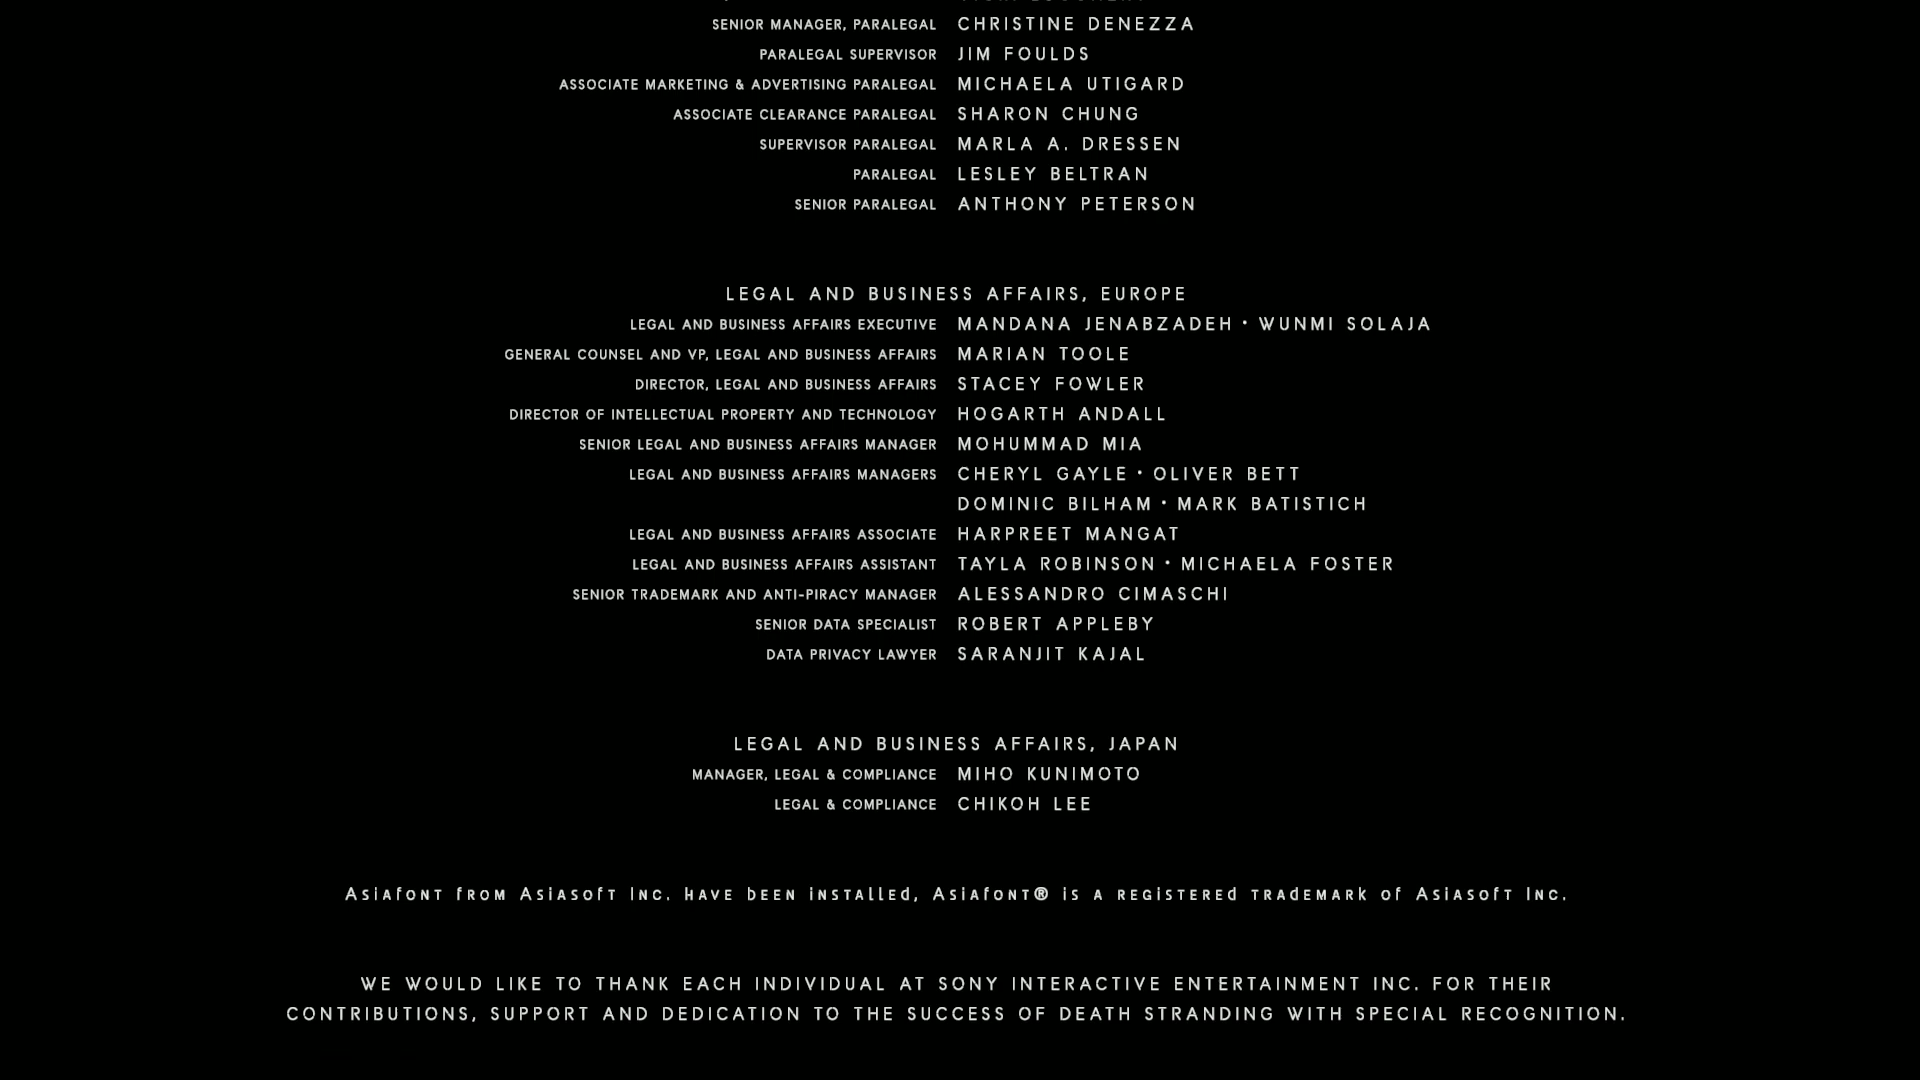 SENIOR MANAGER, PARALEGAL CHRISTINE DENEZZA
PARALEGAL SUPERVISOR JIM FOULDS
ASSOCIATE MARKETING & ADVERTISING PARALEGAL MICHAELA UTIGARD
ASSOCIATE CLEARANCE PARALEGAL SHARON CHUNG
SUPERVISOR PARALEGAL MARLA A. DRESSEN
PARALEGAL LESLEY BELTRAN
SENIOR PARALEGAL ANTHONY PETERSON
LEGAL AND BUSINESS AFFAIRS, EUROPE
LEGAL AND BUSINESS AFFAIRS EXECUTIVE MANDANA JENABZADEH • WUNMI SOLAJA
GENERAL COUNSEL AND VP, LEGAL AND BUSINESS AFFAIRS MARIAN TOOLE
DIRECTOR, LEGAL AND BUSINESS AFFAIRS STACEY FOWLER
DIRECTOR OF INTELLECTUAL PROPERTY AND TECHNOLOGY HOGARTH ANDALL
SENIOR LEGAL AND BUSINESS AFFAIRS MANAGER MOHUMMAD MIA
LEGAL AND BUSINESS AFFAIRS MANAGERS CHERYL GAYLE • OLIVER BETT
DOMINIC BILHAM • MARK BATISTICH
LEGAL AND BUSINESS AFFAIRS ASSOCIATE HARPREET MANGAT
LEGAL AND BUSINESS AFFAIRS ASSISTANT TAYLA ROBINSON • MICHAELA FOSTER
SENIOR TRADEMARK AND ANTI-PIRACY MANAGER ALESSANDRO CIMASCHI
SENIOR DATA SPECIALIST ROBERT APPLEBY
DATA PRIVACY LAWYER SARANJIT KAJAL
LEGAL AND BUSINESS AFFAIRS, JAPAN
MANAGER, LEGAL & COMPLIANCE MIHO KUNIMOTO
LEGAL & COMPLIANCE CHIKOH LEE
Asiafont from Asiasoft Inc. have been installed, Asiafont® is a registered trademark of Asiasoft Inc.
WE WOULD LIKE TO THANK EACH INDIVIDUAL AT SONY INTERACTIVE ENTERTAINMENT INC. FOR THEIR
CONTRIBUTIONS, SUPPORT AND DEDICATION TO THE SUCCESS OF DEATH STRANDING WITH SPECIAL RECOGNITION.